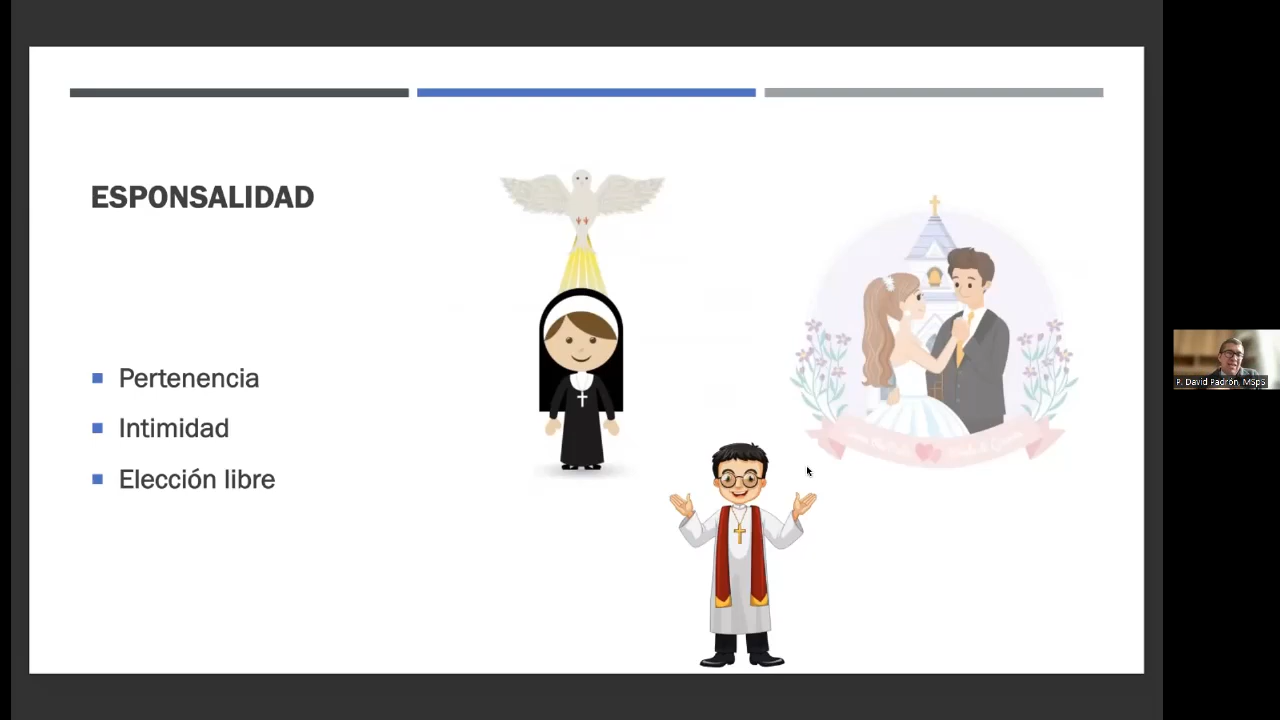 ESPONSALIDAD
Pertenencia
Intimidad
Elección libre
P. David Padrón, MSpS